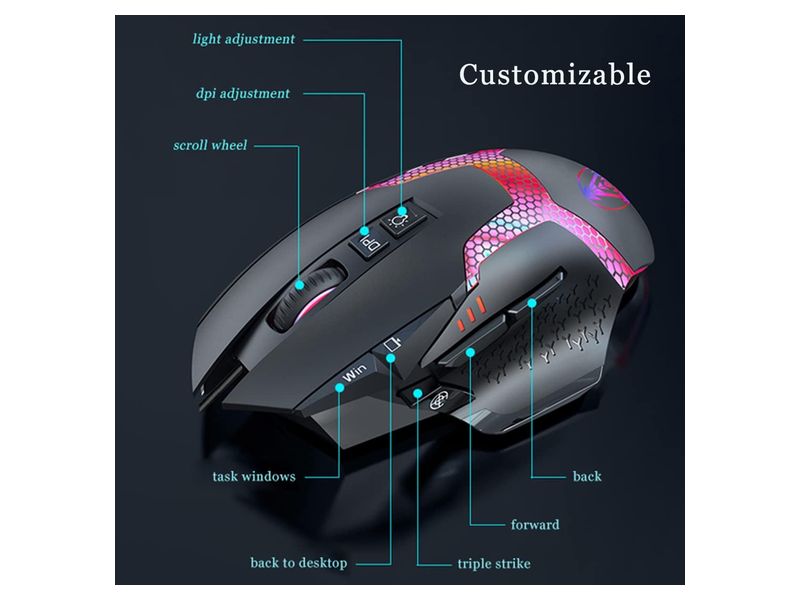 light adjustment
Customizable
dpi adjustment
scroll wheel
DPI
Win
task windows
back
forward
back to desktop
triple strike